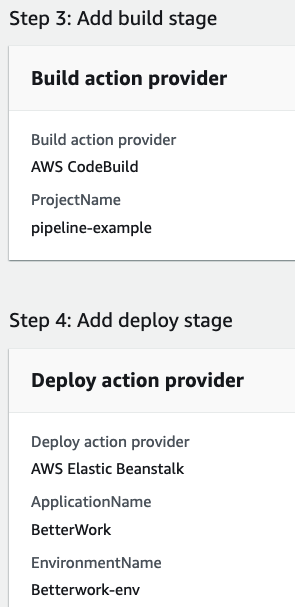 Step 3: Add build stage
Build action provider
Build action provider
AWS CodeBuild
ProjectName
pipeline-example
Step 4: Add deploy stage
Deploy action provider
Deploy action provider
AWS Elastic Beanstalk
ApplicationName
BetterWork
EnvironmentName
Betterwork-env